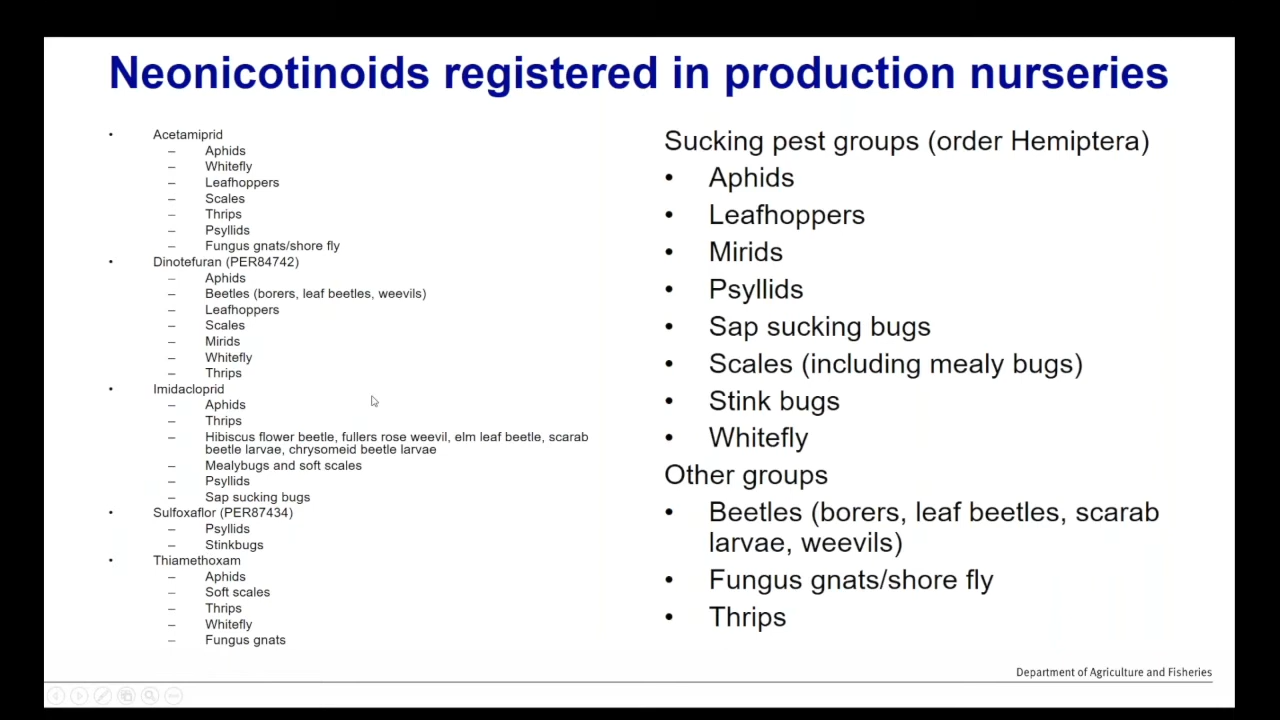 Neonicotinoids registered in production nurseries
• Acetamiprid
– Aphids
– Whitefly
– Leafhoppers
– Scales
– Thrips
– Psyllids
– Fungus gnats/shore fly
• Dinotefuran (PER84742)
– Aphids
– Beetles (borers, leaf beetles, weevils)
– Leafhoppers
– Scales
– Mirids
– Whitefly
– Thrips
• Imidacloprid
– Aphids
– Thrips
– Hibiscus flower beetle, fullers rose weevil, elm leaf beetle, scarab
beetle larvae, chrysomeid beetle larvae
– Mealybugs and soft scales
– Psyllids
– Sap sucking bugs
• Sulfoxaflor (PER87434)
– Psyllids
– Stinkbugs
• Thiamethoxam
– Aphids
– Soft scales
– Thrips
– Whitefly
– Fungus gnats
Sucking pest groups (order Hemiptera)
• Aphids
• Leafhoppers
• Mirids
• Psyllids
• Sap sucking bugs
• Scales (including mealy bugs)
• Stink bugs
• Whitefly
Other groups
• Beetles (borers, leaf beetles, scarab
larvae, weevils)
• Fungus gnats/shore fly
• Thrips
Department of Agriculture and Fisheries